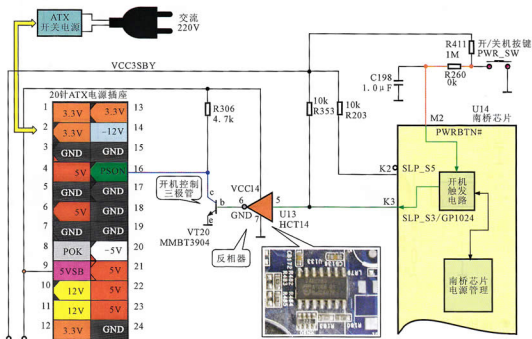 ATX
开关电源
交流
220V
VCC3SBY
R411
1M
开/关机按键
PWR_SW
C198
1.0μF
R260
0k
20针ATX电源插座
R306
4.7k
10k
R353
10k
R203
U14
南桥芯片
M2
PWRBTN#
1 3.3V 3.3V 13
2 3.3V -12V 14
3 GND GND 15
4 5V PSON 16
5 GND GND 17
6 5V GND 18
7 GND GND 19
8 POK -5V 20
9 5VSB 5V 21
10 12V 5V 22
11 12V 5V 23
12 3.3V GND 24
开机控制
三极管
c
b
e
VT20
MMBT3904
VCC14
6
5
GND
7
U13
HCT14
反相器
K2
SLP_S5
K3
SLP_S3/GP1024
开机
触发
电路
南桥芯片
电源管理